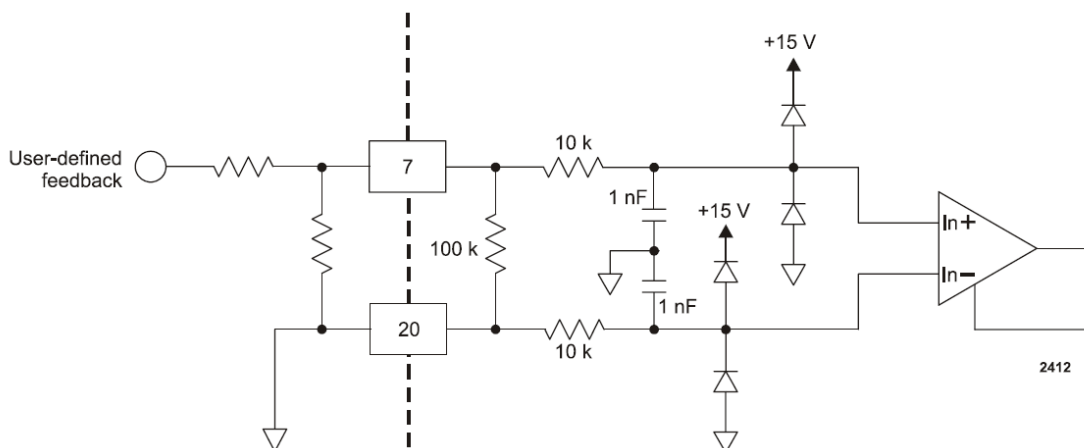 +15 V
10 k
User-defined
feedback
7
1 nF
+15 V
In+
100 k
In−
1 nF
20
10 k
2412